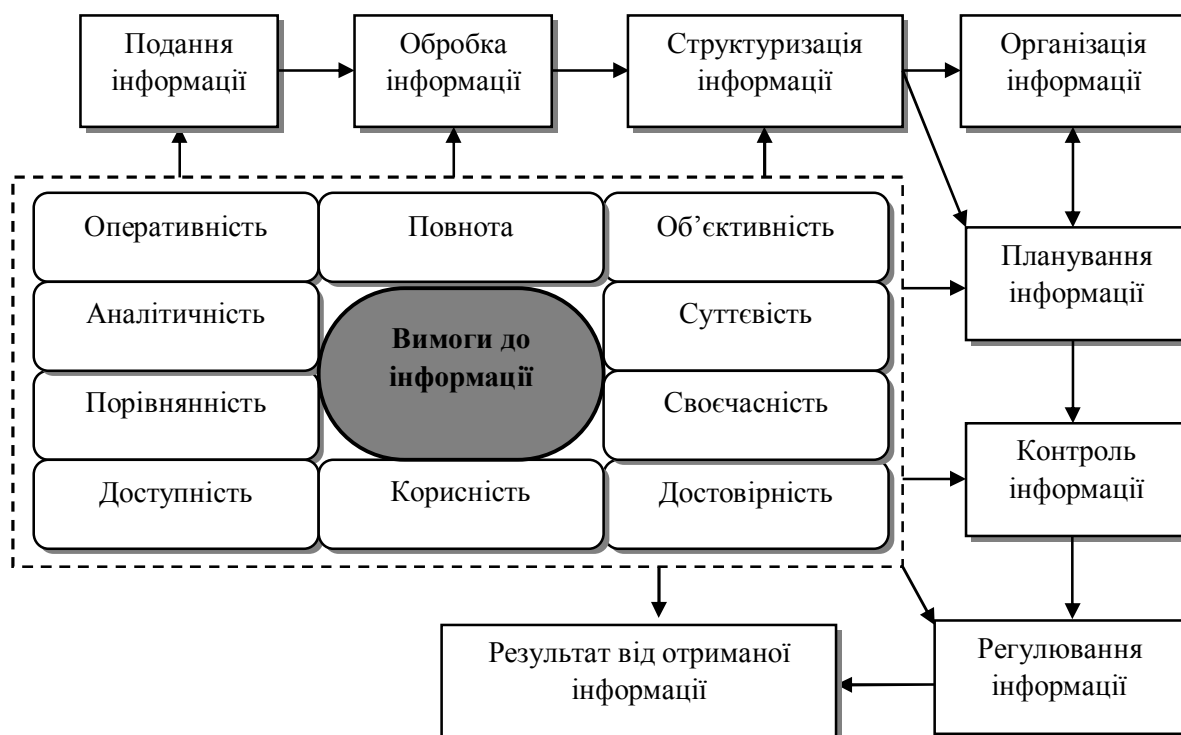 Подання
інформації
Обробка
інформації
Структуризація
інформації
Організація
інформації
Оперативність
Повнота
Об’єктивність
Планування
інформації
Аналітичність
Суттєвість
Вимоги до
інформації
Порівнянність
Своєчасність
Контроль
інформації
Доступність
Корисність
Достовірність
Результат від отриманої
інформації
Регулювання
інформації